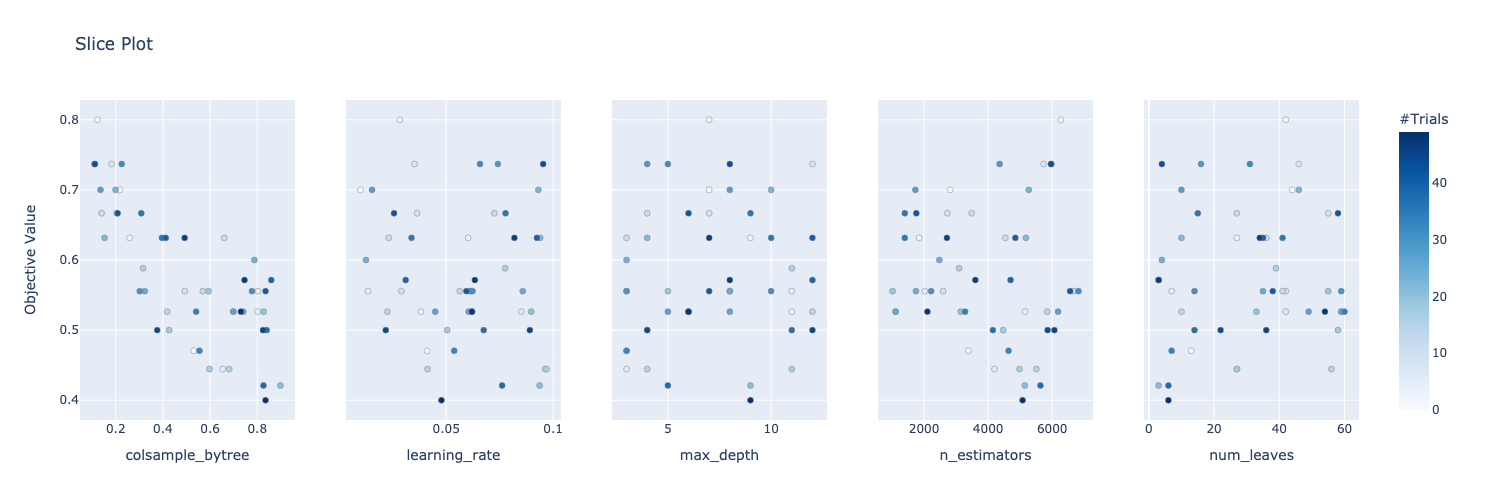 Slice Plot
Objective Value
0.8
0.7
0.6
0.5
0.4
0.2 0.4 0.6 0.8
0.05 0.1
5 10
2000 4000 6000
0 20 40 60
colsample_bytree
learning_rate
max_depth
n_estimators
num_leaves
#Trials
40
30
20
10
0